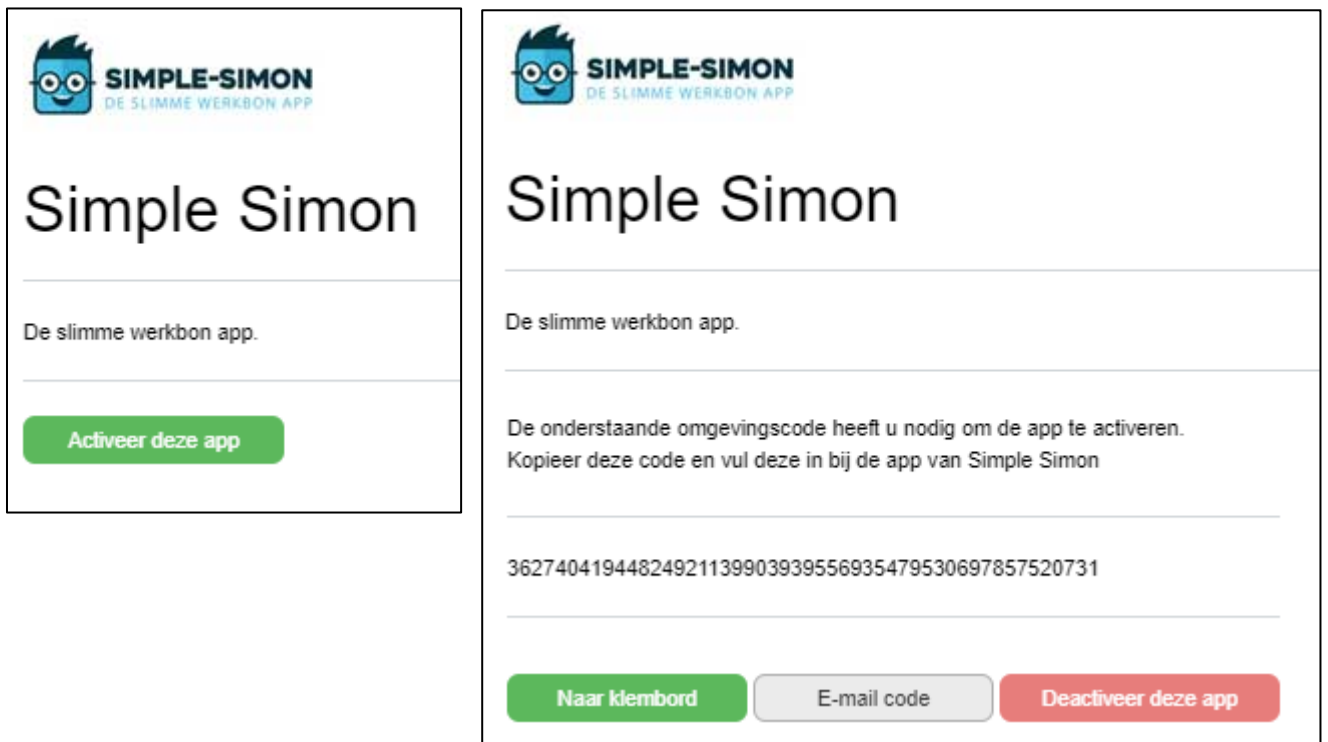 SIMPLE-SIMON
DE SLIMME WERKBON APP
Simple Simon
De slimme werkbon app.
Activeer deze app
SIMPLE-SIMON
DE SLIMME WERKBON APP
Simple Simon
De slimme werkbon app.
De onderstaande omgevingscode heeft u nodig om de app te activeren.
Kopieer deze code en vul deze in bij de app van Simple Simon
36274041944824921139903939556935479530697857520731
Naar klembord
E-mail code
Deactiveer deze app